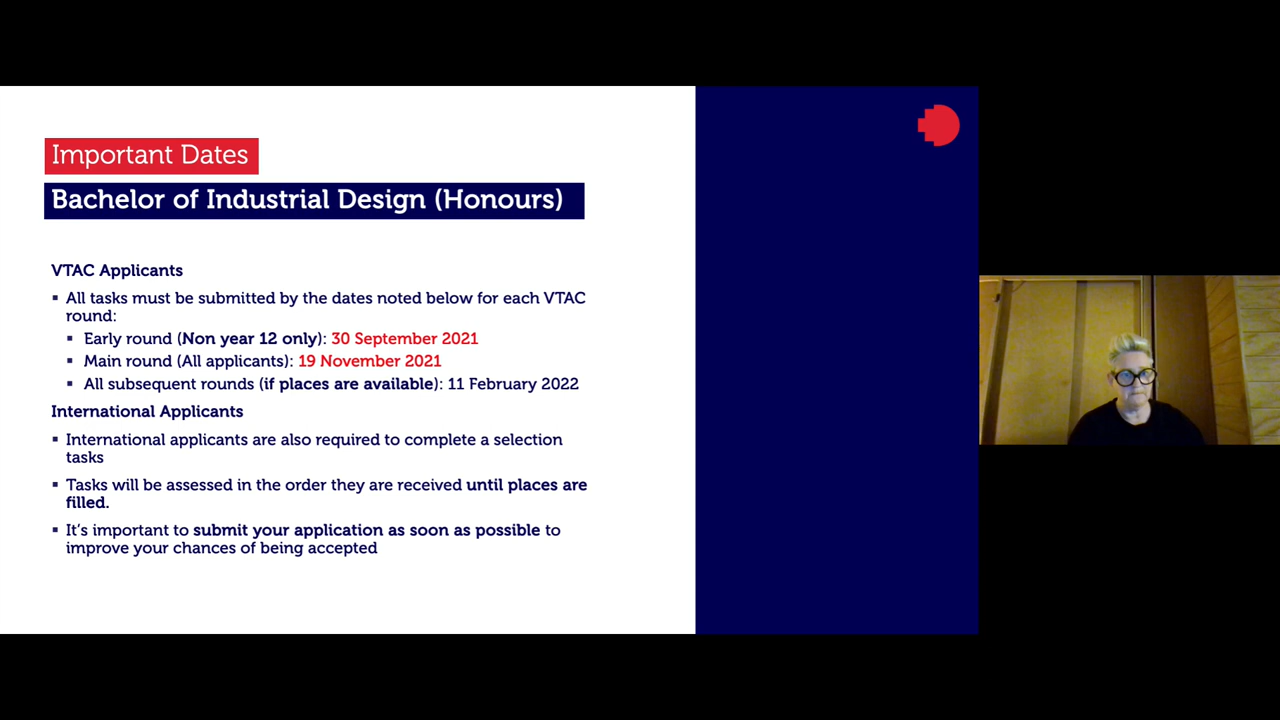 Important Dates
Bachelor of Industrial Design (Honours)
VTAC Applicants
▪ All tasks must be submitted by the dates noted below for each VTAC
round:
▪ Early round (Non year 12 only): 30 September 2021
▪ Main round (All applicants): 19 November 2021
▪ All subsequent rounds (if places are available): 11 February 2022
International Applicants
▪ International applicants are also required to complete a selection
tasks
▪ Tasks will be assessed in the order they are received until places are
filled.
▪ It’s important to submit your application as soon as possible to
improve your chances of being accepted